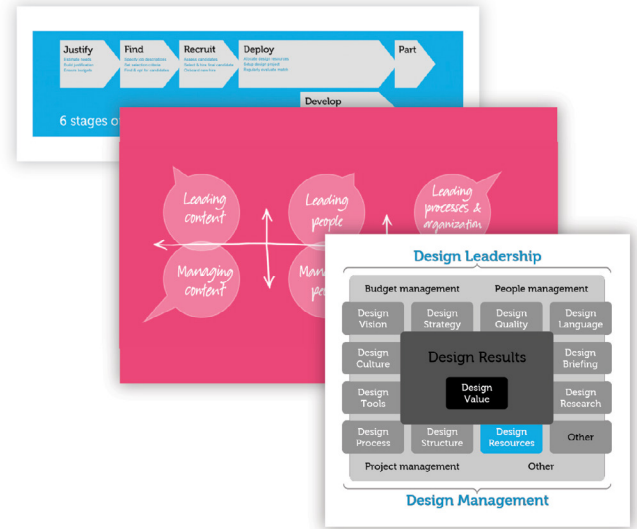 Justify
Find
Recruit
Deploy
Part
Develop
6 stages o
Leading
content
Leading
people
Leading
processes &
organization
Managing
content
Design Leadership
Budget management
People management
Design
Vision
Design
Strategy
Design
Quality
Design
Language
Design
Culture
Design Results
Design
Briefing
Design
Tools
Design
Value
Design
Research
Design
Process
Design
Structure
Design
Resources
Other
Project management
Other
Design Management